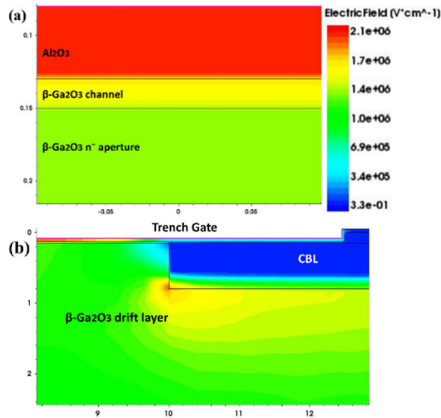 (a)
ElectricField (V*cm^-1)
0.1
0.15
0.2
Al2O3
β-Ga2O3 channel
β-Ga2O3 n⁻ aperture
-0.05
0
0.05
2.1e+06
1.7e+06
1.4e+06
1.0e+06
6.9e+05
3.3e+05
3.3e-01
Trench Gate
(b)
0
1
2
CBL
β-Ga2O3 drift layer
9
10
11
12